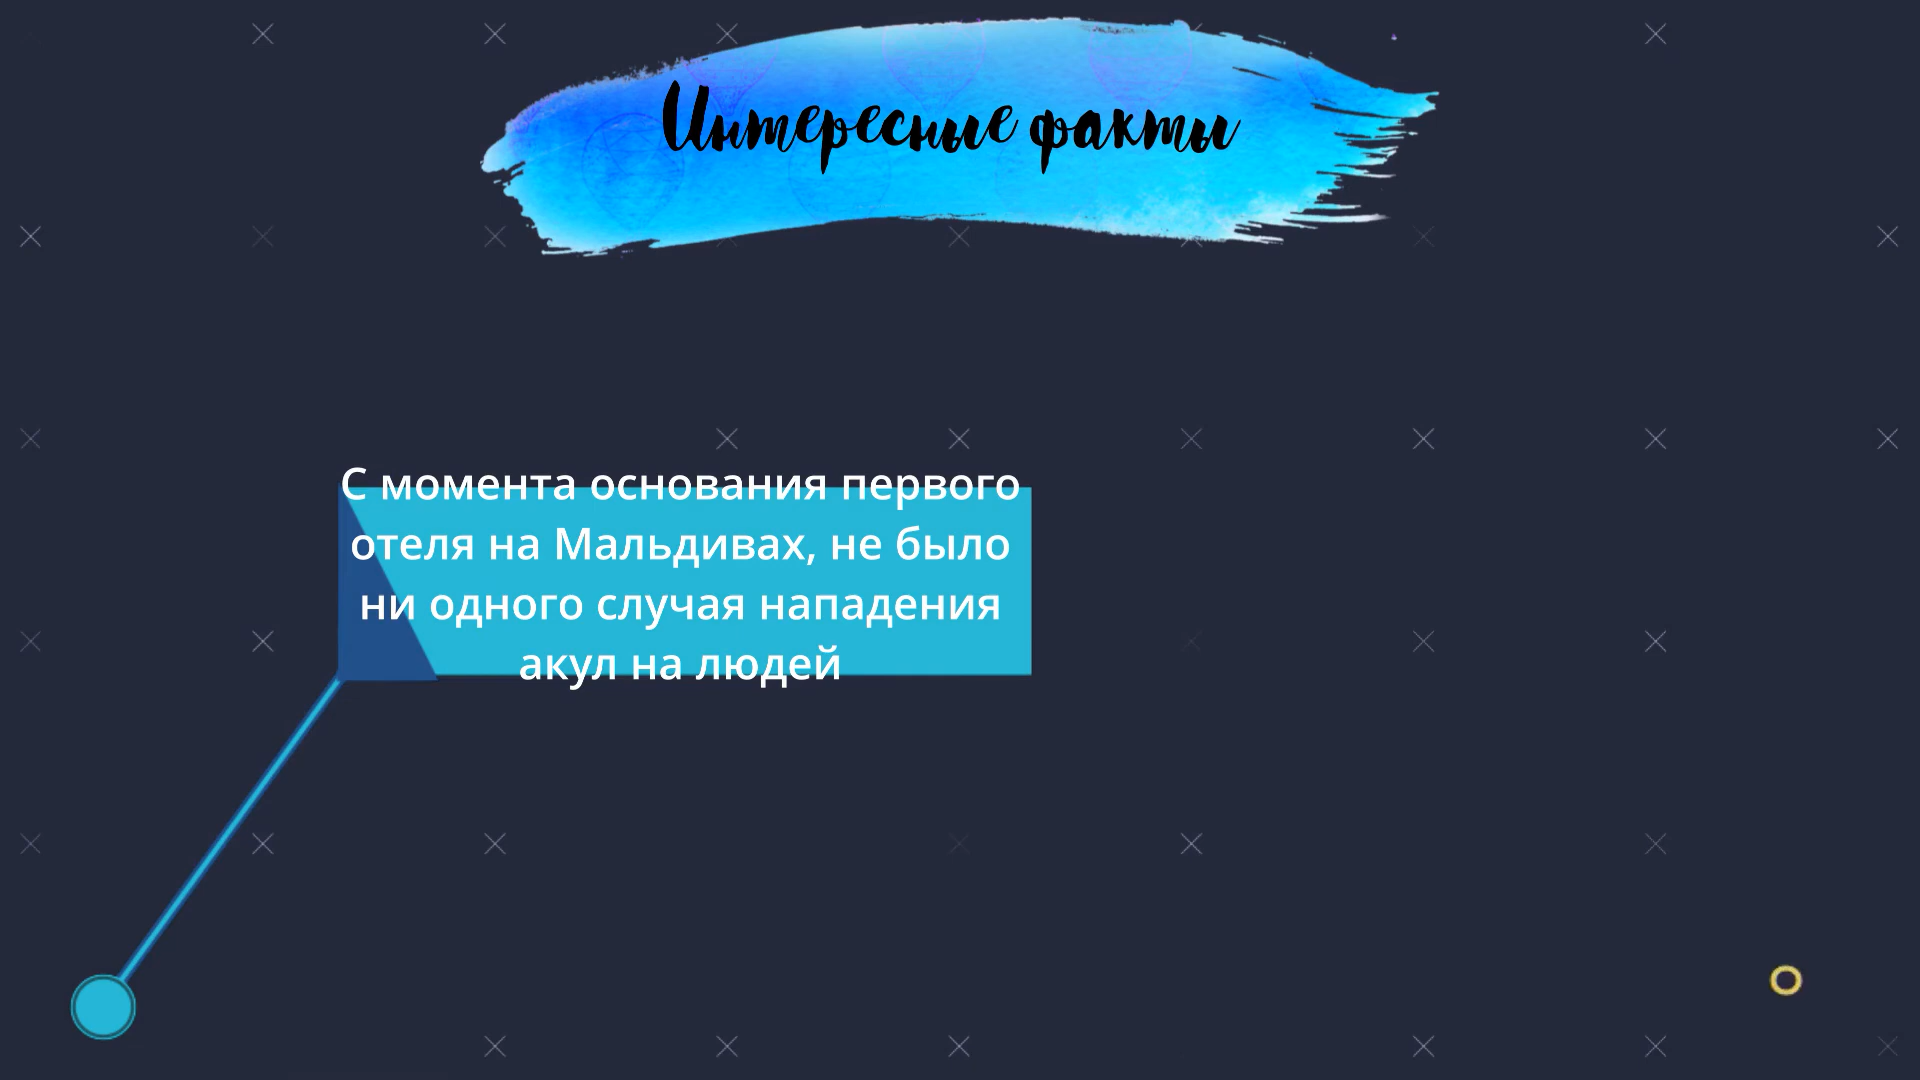 Интересные факты
С момента основания первого
отеля на Мальдивах, не было
ни одного случая нападения
акул на людей